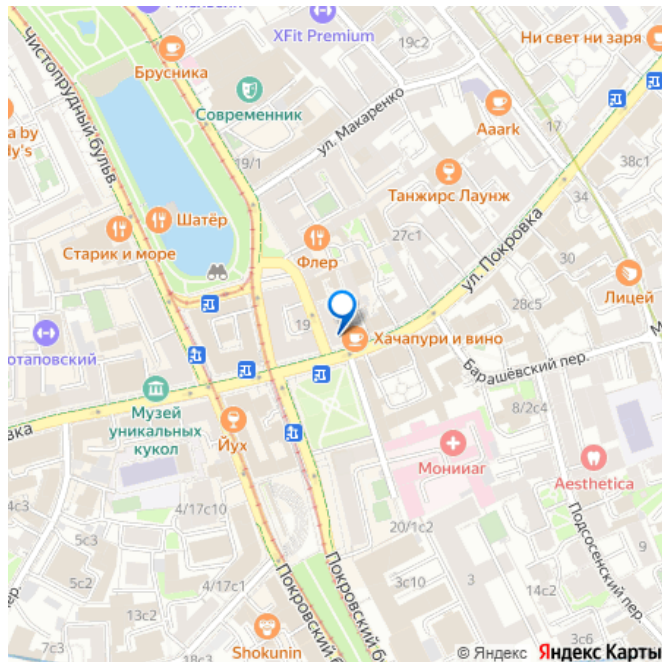 XFit Premium
19с2
Ни свет ни заря
Брусника
Чистопрудный бульв.
Современник
ул. Макаренко
Aaark
17
19/1
38с1
Танжирс Лаунж
Шатёр
27с1
ул. Покровка
34
Старик и море
Флер
30
Лицей
28с5
19
Хачапури и вино
Барашёвский пер.
Музей
уникальных
кукол
8/2с4
Йух
Мониаг
Aesthetica
4/17с10
20/1с2
5с3
Подсосенский пер.
9
5с2
4/17с1
Покровский б
Покровский б
3с10
3
14с2
13с2
7с3
Shokunin
3с6
© Яндекс Яндекс Карты